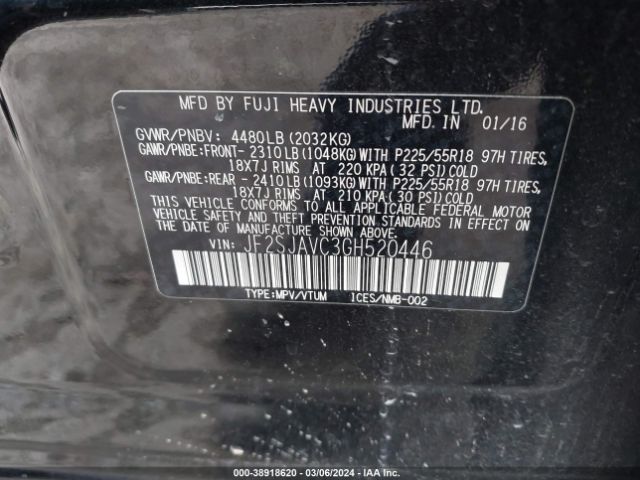 MFD BY FUJI HEAVY INDUSTRIES LTD.
MFD. IN 01/16
GVWR/PNBV: 4480LB (2032KG)
GAWR/PNBE:FRONT- 2310LB (1048KG) WITH P225/55R18 97H TIRES,
18X7J RIMS AT 220 KPA (32 PSI) COLD
GAWR/PNBE:REAR - 2410LB (1093KG) WITH P225/55R18 97H TIRES,
18X7J RIMS AT 210 KPA (30 PSI) COLD
THIS VEHICLE CONFORMS TO ALL APPLICABLE FEDERAL MOTOR
VEHICLE SAFETY AND THEFT PREVENTION STANDARDS IN EFFECT ON
THE DATE OF MANUFACTURE SHOWN ABOVE.
VIN: JF2SJAVC3GH520446
TYPE:MPV/VTUM ICES/NMB-002
000-38918620 - 03/06/2024 - IAA Inc.